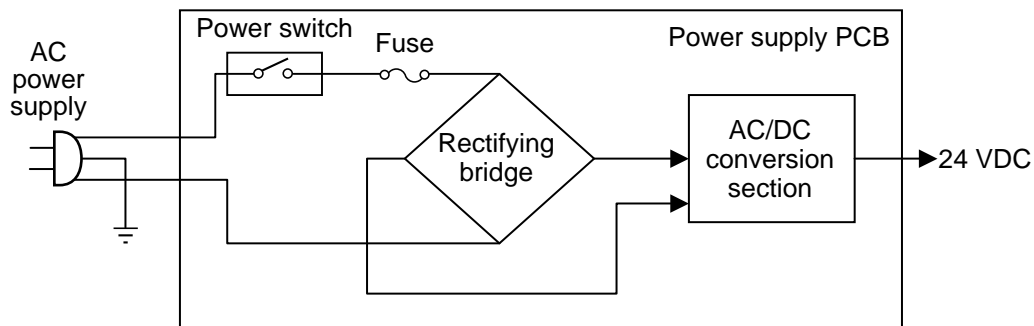 AC
power
supply
Power switch
Fuse
Power supply PCB
Rectifying
bridge
AC/DC
conversion
section
24 VDC